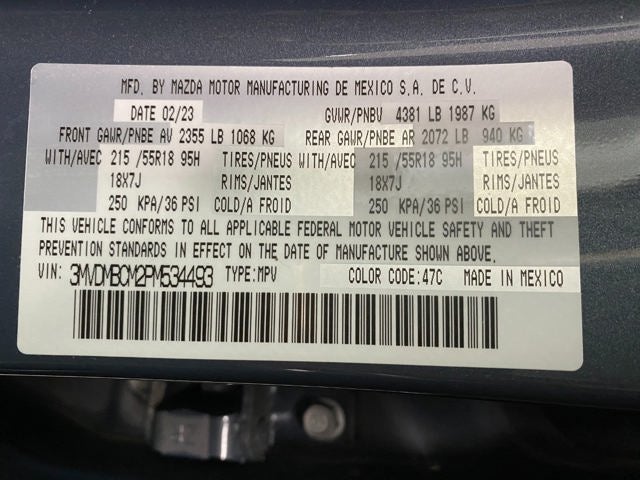 MFD. BY MAZDA MOTOR MANUFACTURING DE MEXICO S.A. DE C.V.
DATE 02/23 GVWR/PNBV 4381 LB 1987 KG
FRONT GAWR/PNBE AV 2355 LB 1068 KG REAR GAWR/PNBE AR 2072 LB 940 KG
WITH/AVEC 215 /55R18 95H TIRES/PNEUS WITH/AVEC 215 /55R18 95H TIRES/PNEUS
18X7J RIMS/JANTES 18X7J RIMS/JANTES
250 KPA/36 PSI COLD/A FROID 250 KPA/36 PSI COLD/A FROID
THIS VEHICLE CONFORMS TO ALL APPLICABLE FEDERAL MOTOR VEHICLE SAFETY AND THEFT
PREVENTION STANDARDS IN EFFECT ON THE DATE OF MANUFACTURE SHOWN ABOVE.
VIN: 3MVDMBCM2PM534493 TYPE:MPV COLOR CODE:47C MADE IN MEXICO